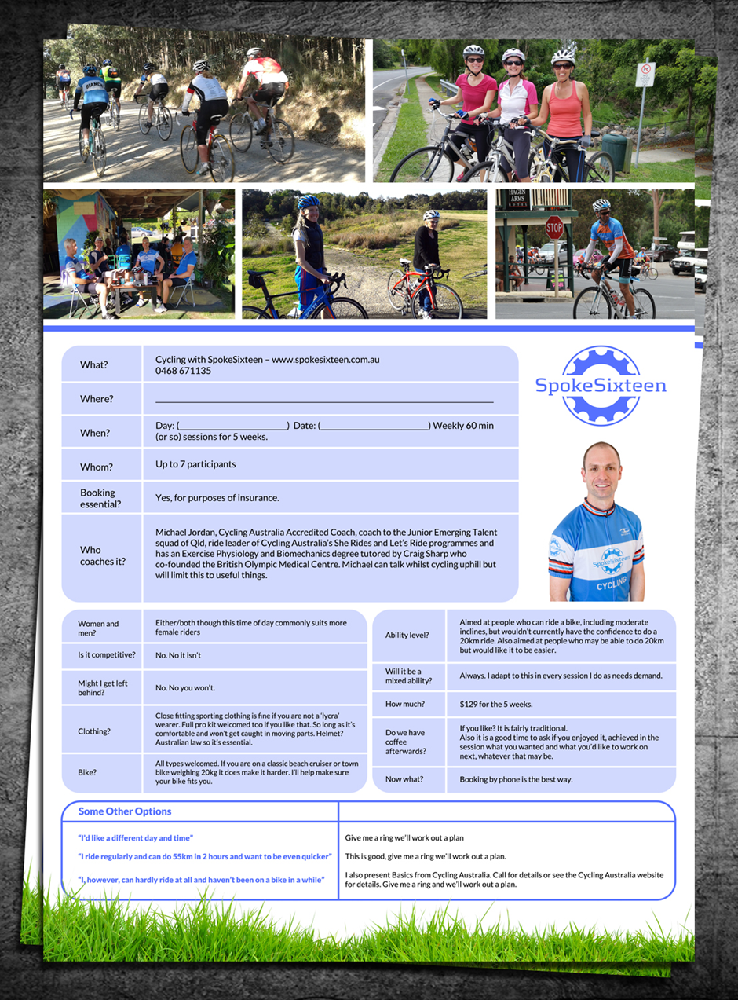 BIANCHI
HAGEN
ARMS
HOTEL
STOP
What?
Cycling with SpokeSixteen – www.spokesixteen.com.au
0468 671135
Where?
When?
Day: (______________________) Date: (______________________) Weekly 60 min
(or so) sessions for 5 weeks.
Whom?
Up to 7 participants
Booking
essential?
Yes, for purposes of insurance.
Who
coaches it?
Michael Jordan, Cycling Australia Accredited Coach, coach to the Junior Emerging Talent
squad of Qld, ride leader of Cycling Australia's She Rides and Let's Ride programmes and
has an Exercise Physiology and Biomechanics degree tutored by Craig Sharp who
co-founded the British Olympic Medical Centre. Michael can talk whilst cycling uphill but
will limit this to useful things.
SpokeSixteen
SpokeSixteen
CYCLING
Women and
men?
Either/both though this time of day commonly suits more
female riders
Is it competitive?
No. No it isn't
Might I get left
behind?
No. No you won't.
Clothing?
Close fitting sporting clothing is fine if you are not a 'lycra'
wearer. Full pro kit welcomed too if you like that. So long as it's
comfortable and won't get caught in moving parts. Helmet?
Australian law so it's essential.
Bike?
All types welcomed. If you are on a classic beach cruiser or town
bike weighing 20kg it does make it harder. I'll help make sure
your bike fits you.
Ability level?
Aimed at people who can ride a bike, including moderate
inclines, but wouldn't currently have the confidence to do a
20km ride. Also aimed at people who may be able to do 20km
but would like it to be easier.
Will it be a
mixed ability?
Always. I adapt to this in every session I do as needs demand.
How much?
$129 for the 5 weeks.
Do we have
coffee
afterwards?
If you like? It is fairly traditional.
Also it is a good time to ask if you enjoyed it, achieved in the
session what you wanted and what you'd like to work on
next, whatever that may be.
Now what?
Booking by phone is the best way.
Some Other Options
"I'd like a different day and time"
Give me a ring we'll work out a plan
"I ride regularly and can do 55km in 2 hours and want to be even quicker"
This is good, give me a ring we'll work out a plan.
"I, however, can hardly ride at all and haven't been on a bike in a while"
I also present Basics from Cycling Australia. Call for details or see the Cycling Australia website
for details. Give me a ring and we'll work out a plan.